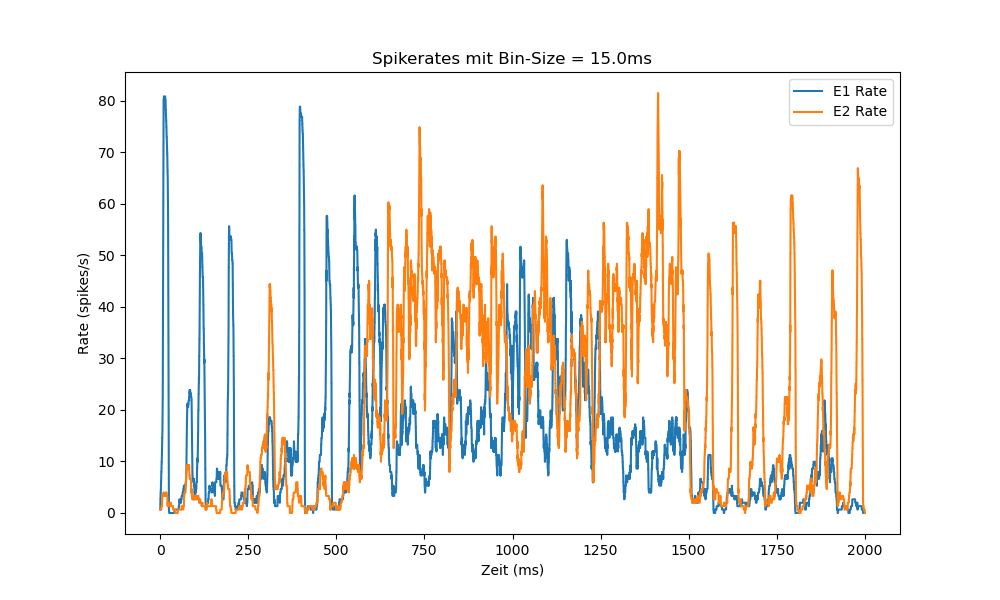 Spikerates mit Bin-Size = 15.0ms
E1 Rate
E2 Rate
Rate (spikes/s)
80
70
60
50
40
30
20
10
0
0 250 500 750 1000 1250 1500 1750 2000
Zeit (ms)